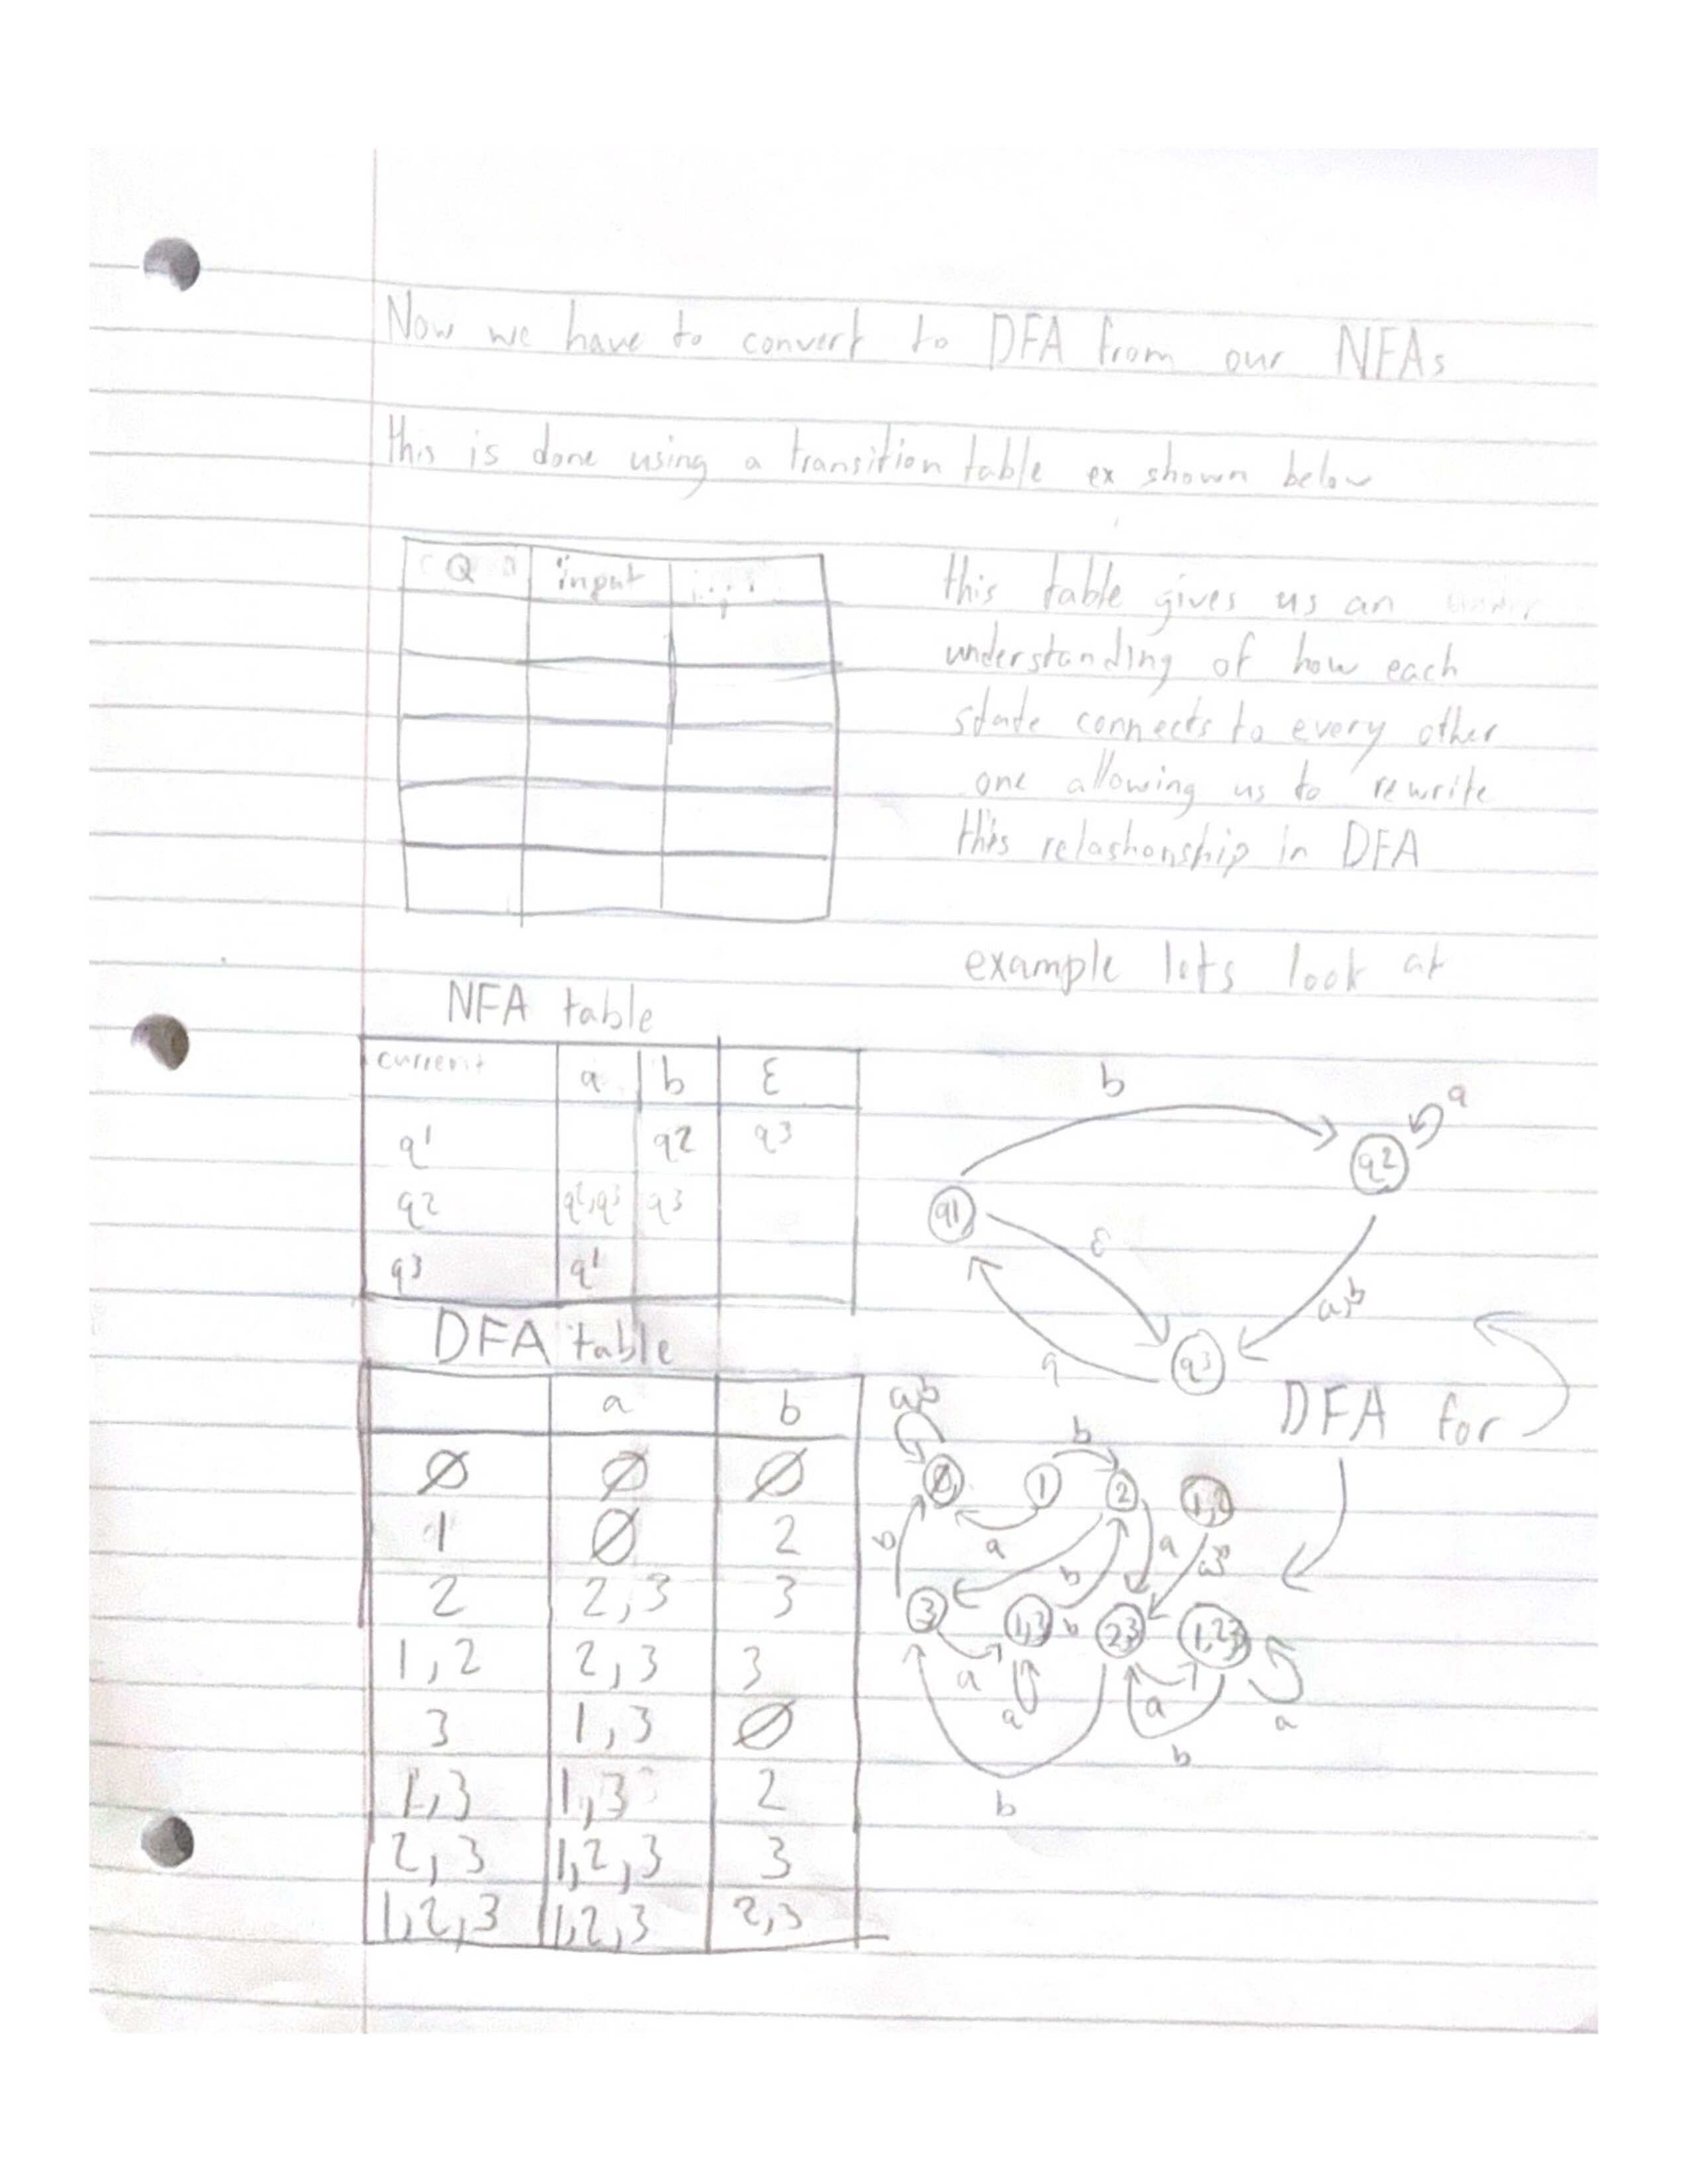 Now we have to convert to DFA from our NFAs
this is done using a transition table ex shown below
Q input
this table gives us an
understanding of how each
state connects to every other
one allowing us to rewrite
this relashonship in DFA
example lets look at
NFA table
current a b ε
q1 q2 q3
q2 q2,q3 q3
q3 q1
b
a
q2
q1
ε
a,b
a
q3
DFA table
DFA for
a b
∅ ∅ ∅
1 ∅ 2
2 2,3 3
1,2 2,3 3
3 1,3 ∅
1,3 1,3 2
2,3 1,2,3 3
1,2,3 1,2,3 2,3
a,b
b
∅ 1 2 1,2
b a a
b
3 1,3 b 2,3 1,2,3
a a a a
b
b